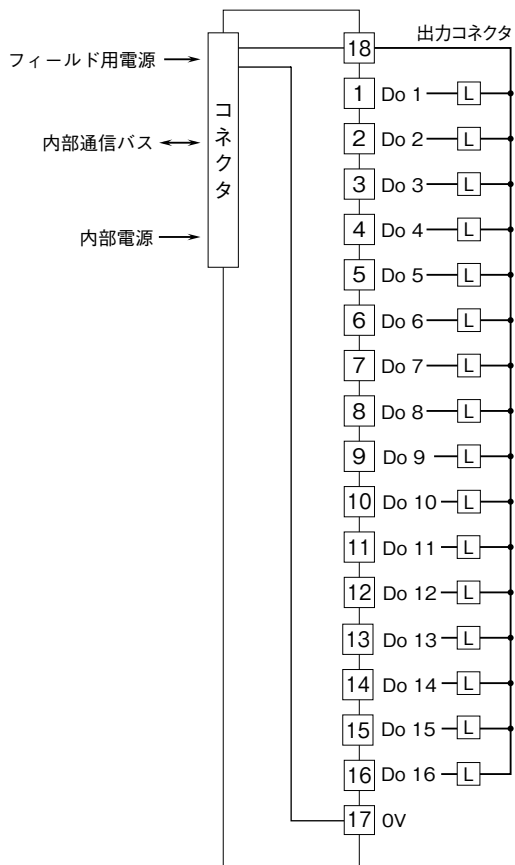 出力コネクタ
18
フィールド用電源
コネクタ
内部通信バス
内部電源
1 Do 1 L
2 Do 2 L
3 Do 3 L
4 Do 4 L
5 Do 5 L
6 Do 6 L
7 Do 7 L
8 Do 8 L
9 Do 9 L
10 Do 10 L
11 Do 11 L
12 Do 12 L
13 Do 13 L
14 Do 14 L
15 Do 15 L
16 Do 16 L
17 0V